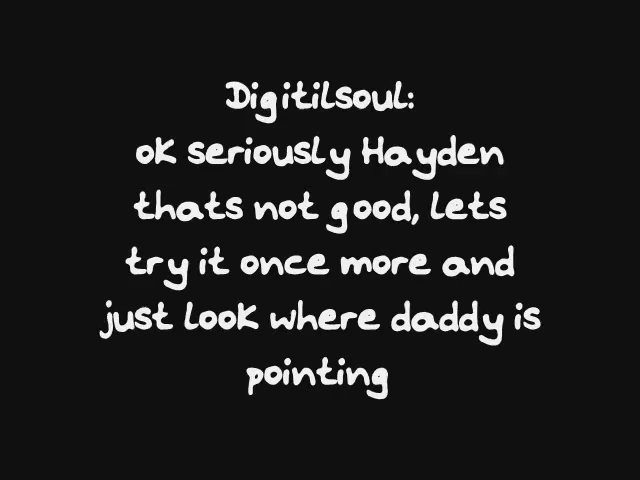 Digitilsoul:
ok seriously Hayden
thats not good, lets
try it once more and
just look where daddy is
pointing